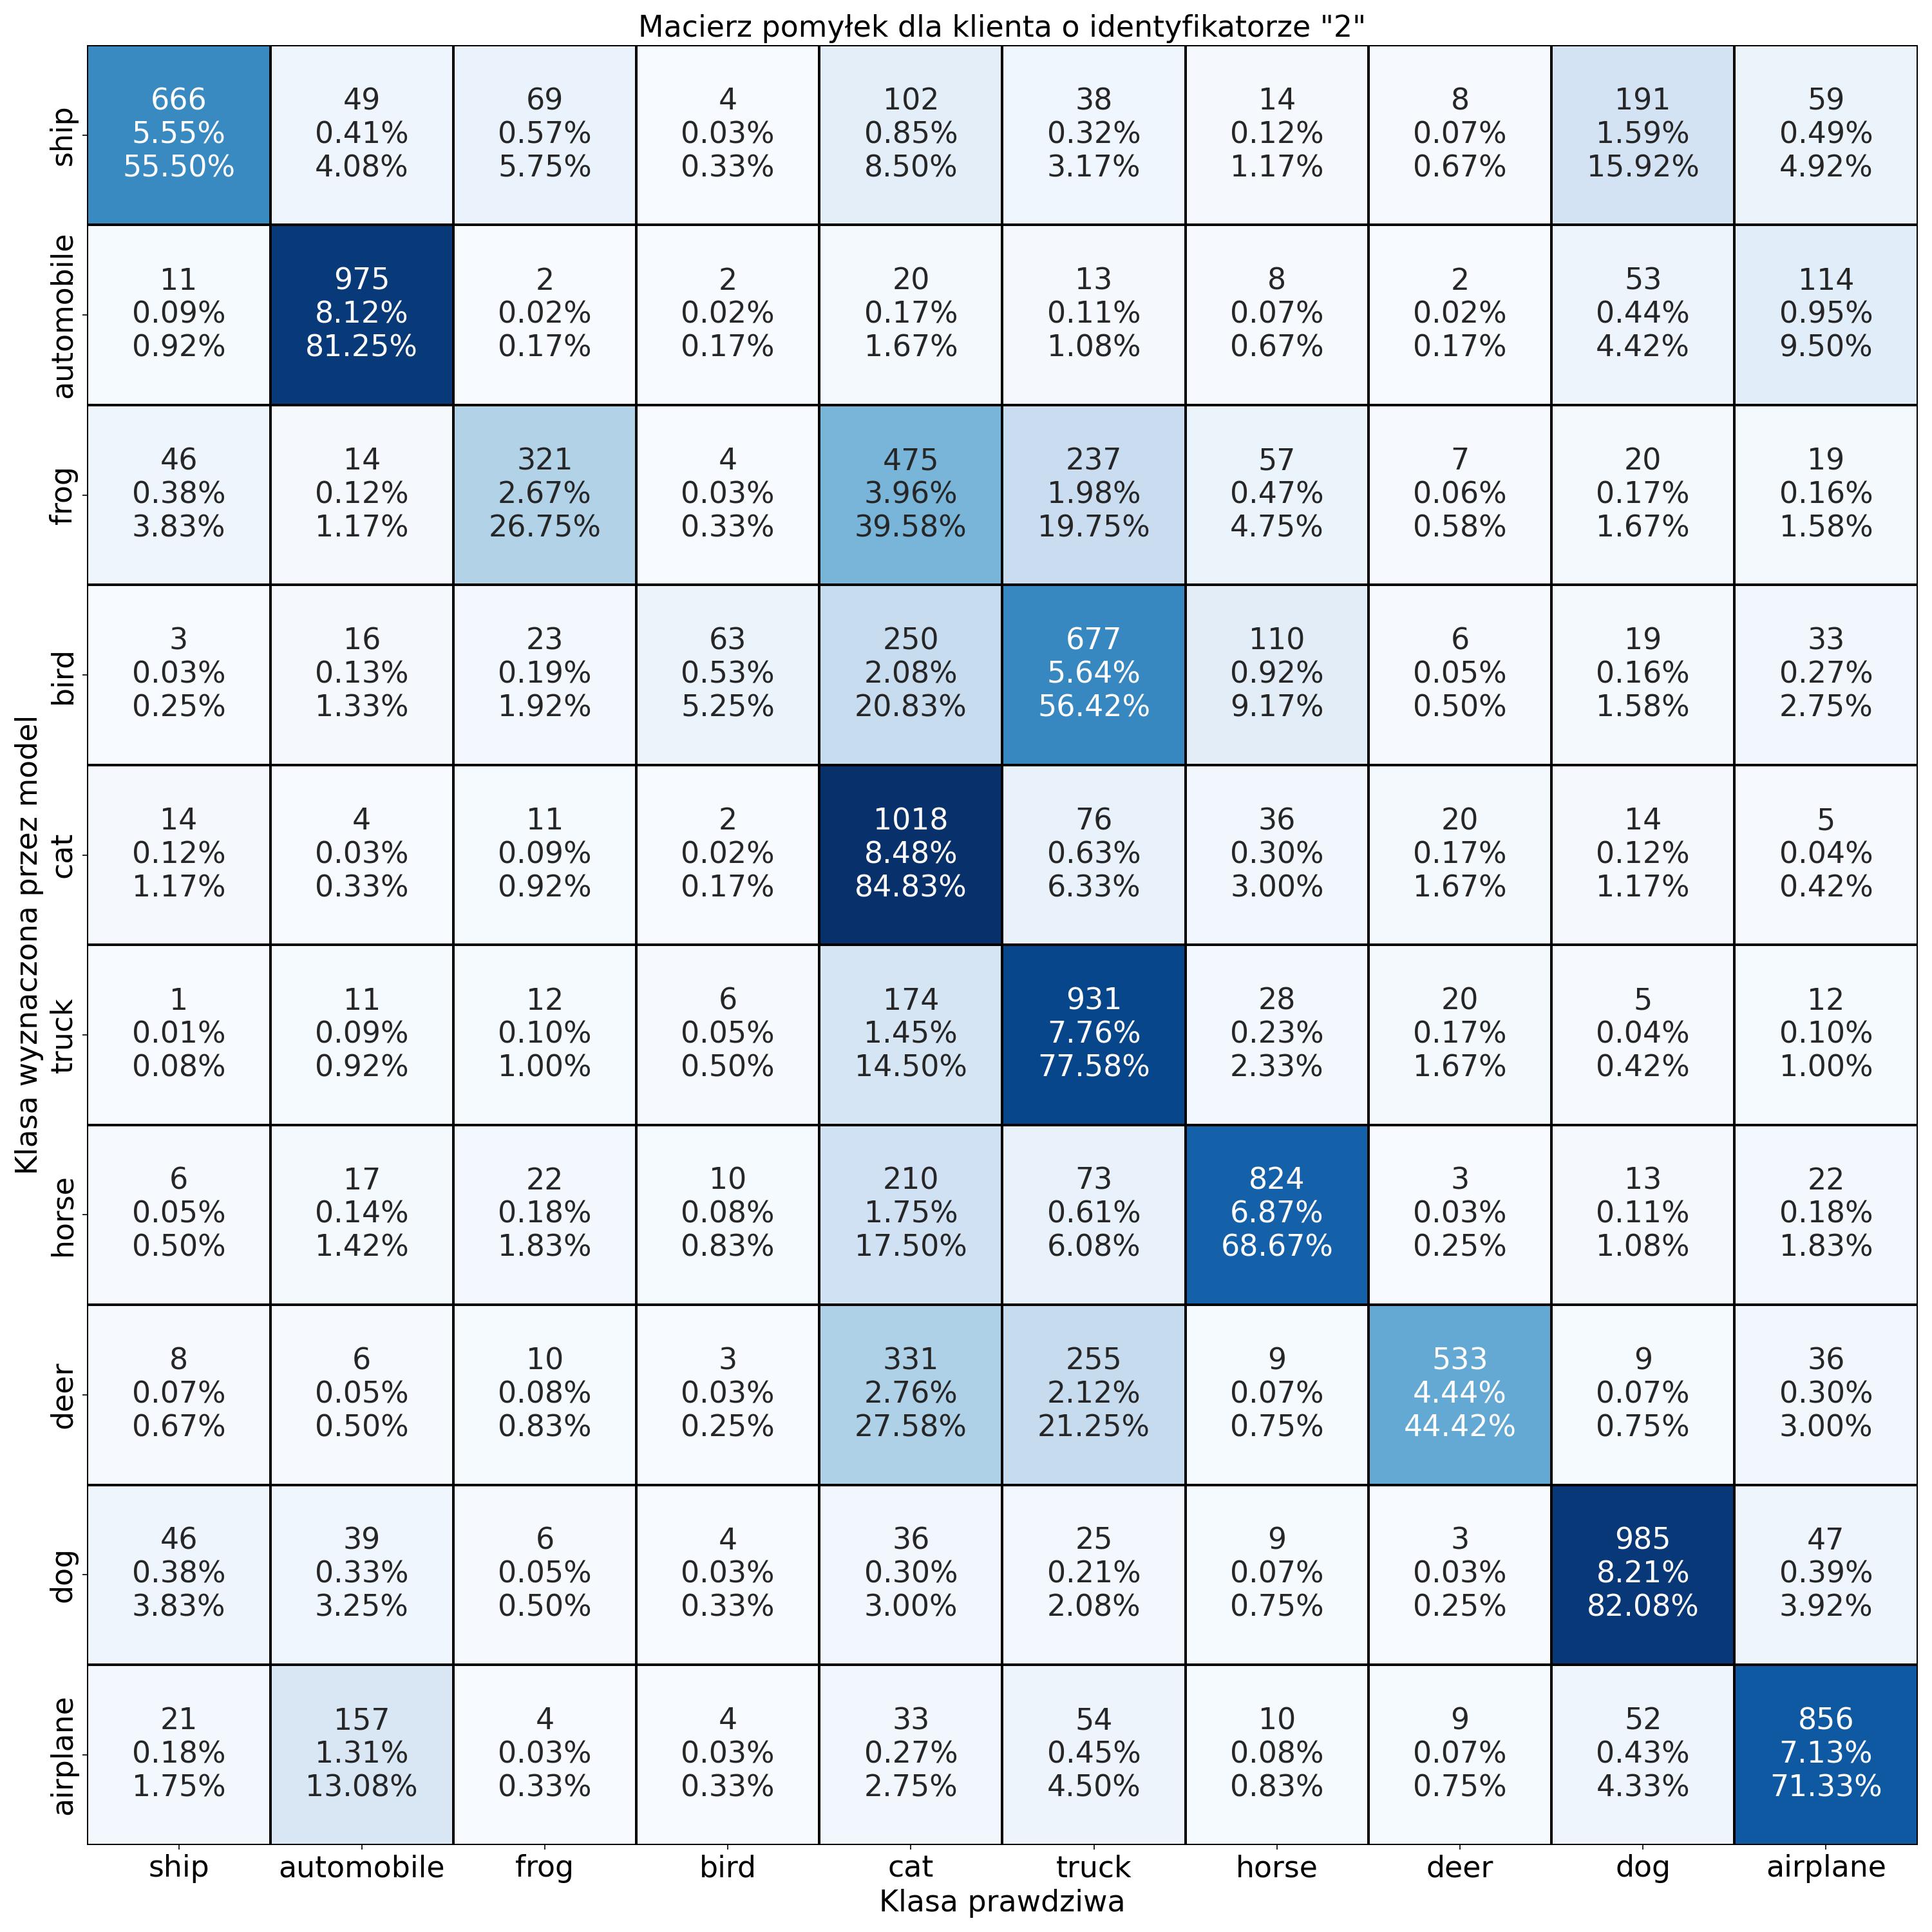 Macierz pomyłek dla klienta o identyfikatorze "2"
Klasa wyznaczona przez model
ship
666 49 69 4 102 38 14 8 191 59
5.55% 0.41% 0.57% 0.03% 0.85% 0.32% 0.12% 0.07% 1.59% 0.49%
55.50% 4.08% 5.75% 0.33% 8.50% 3.17% 1.17% 0.67% 15.92% 4.92%
automobile
11 975 2 2 20 13 8 2 53 114
0.09% 8.12% 0.02% 0.02% 0.17% 0.11% 0.07% 0.02% 0.44% 0.95%
0.92% 81.25% 0.17% 0.17% 1.67% 1.08% 0.67% 0.17% 4.42% 9.50%
frog
46 14 321 4 475 237 57 7 20 19
0.38% 0.12% 2.67% 0.03% 3.96% 1.98% 0.47% 0.06% 0.17% 0.16%
3.83% 1.17% 26.75% 0.33% 39.58% 19.75% 4.75% 0.58% 1.67% 1.58%
bird
3 16 23 63 250 677 110 6 19 33
0.03% 0.13% 0.19% 0.53% 2.08% 5.64% 0.92% 0.05% 0.16% 0.27%
0.25% 1.33% 1.92% 5.25% 20.83% 56.42% 9.17% 0.50% 1.58% 2.75%
cat
14 4 11 2 1018 76 36 20 14 5
0.12% 0.03% 0.09% 0.02% 8.48% 0.63% 0.30% 0.17% 0.12% 0.04%
1.17% 0.33% 0.92% 0.17% 84.83% 6.33% 3.00% 1.67% 1.17% 0.42%
truck
1 11 12 6 174 931 28 20 5 12
0.01% 0.09% 0.10% 0.05% 1.45% 7.76% 0.23% 0.17% 0.04% 0.10%
0.08% 0.92% 1.00% 0.50% 14.50% 77.58% 2.33% 1.67% 0.42% 1.00%
horse
6 17 22 10 210 73 824 3 13 22
0.05% 0.14% 0.18% 0.08% 1.75% 0.61% 6.87% 0.03% 0.11% 0.18%
0.50% 1.42% 1.83% 0.83% 17.50% 6.08% 68.67% 0.25% 1.08% 1.83%
deer
8 6 10 3 331 255 9 533 9 36
0.07% 0.05% 0.08% 0.03% 2.76% 2.12% 0.07% 4.44% 0.07% 0.30%
0.67% 0.50% 0.83% 0.25% 27.58% 21.25% 0.75% 44.42% 0.75% 3.00%
dog
46 39 6 4 36 25 9 3 985 47
0.38% 0.33% 0.05% 0.03% 0.30% 0.21% 0.07% 0.03% 8.21% 0.39%
3.83% 3.25% 0.50% 0.33% 3.00% 2.08% 0.75% 0.25% 82.08% 3.92%
airplane
21 157 4 4 33 54 10 9 52 856
0.18% 1.31% 0.03% 0.03% 0.27% 0.45% 0.08% 0.07% 0.43% 7.13%
1.75% 13.08% 0.33% 0.33% 2.75% 4.50% 0.83% 0.75% 4.33% 71.33%
ship automobile frog bird cat truck horse deer dog airplane
Klasa prawdziwa